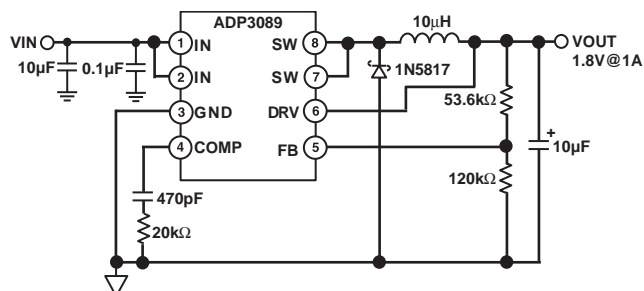 ADP3089
VIN
10μF
0.1μF
1
IN
2
IN
3
GND
4
COMP
SW
8
SW
7
DRV
6
FB
5
10μH
1N5817
VOUT
1.8V@1A
53.6kΩ
120kΩ
+
10μF
470pF
20kΩ